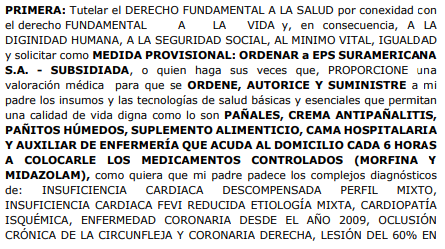 PRIMERA: Tutelar el DERECHO FUNDAMENTAL A LA SALUD por conexidad con
el derecho FUNDAMENTAL A LA VIDA y, en consecuencia, A LA
DIGINIDAD HUMANA, A LA SEGURIDAD SOCIAL, AL MINIMO VITAL, IGUALDAD
y solicitar como MEDIDA PROVISIONAL: ORDENAR a EPS SURAMERICANA
S.A. - SUBSIDIADA, o quien haga sus veces que, PROPORCIONE una
valoración médica para que se ORDENE, AUTORICE Y SUMINISTRE a mi
padre los insumos y las tecnologías de salud básicas y esenciales que permitan
una calidad de vida digna como lo son PAÑALES, CREMA ANTIPAÑALITIS,
PAÑITOS HÚMEDOS, SUPLEMENTO ALIMENTICIO, CAMA HOSPITALARIA
Y AUXILIAR DE ENFERMERÍA QUE ACUDA AL DOMICILIO CADA 6 HORAS
A COLOCARLE LOS MEDICAMENTOS CONTROLADOS (MORFINA Y
MIDAZOLAM), como quiera que mi padre padece los complejos diagnósticos
de: INSUFICIENCIA CARDIACA DESCOMPENSADA PERFIL MIXTO,
INSUFICIENCIA CARDIACA FEVI REDUCIDA ETIOLOGÍA MIXTA, CARDIOPATÍA
ISQUÉMICA, ENFERMEDAD CORONARIA DESDE EL AÑO 2009, OCLUSIÓN
CRÓNICA DE LA CIRCUNFLEJA Y CORONARIA DERECHA, LESIÓN DEL 60% EN